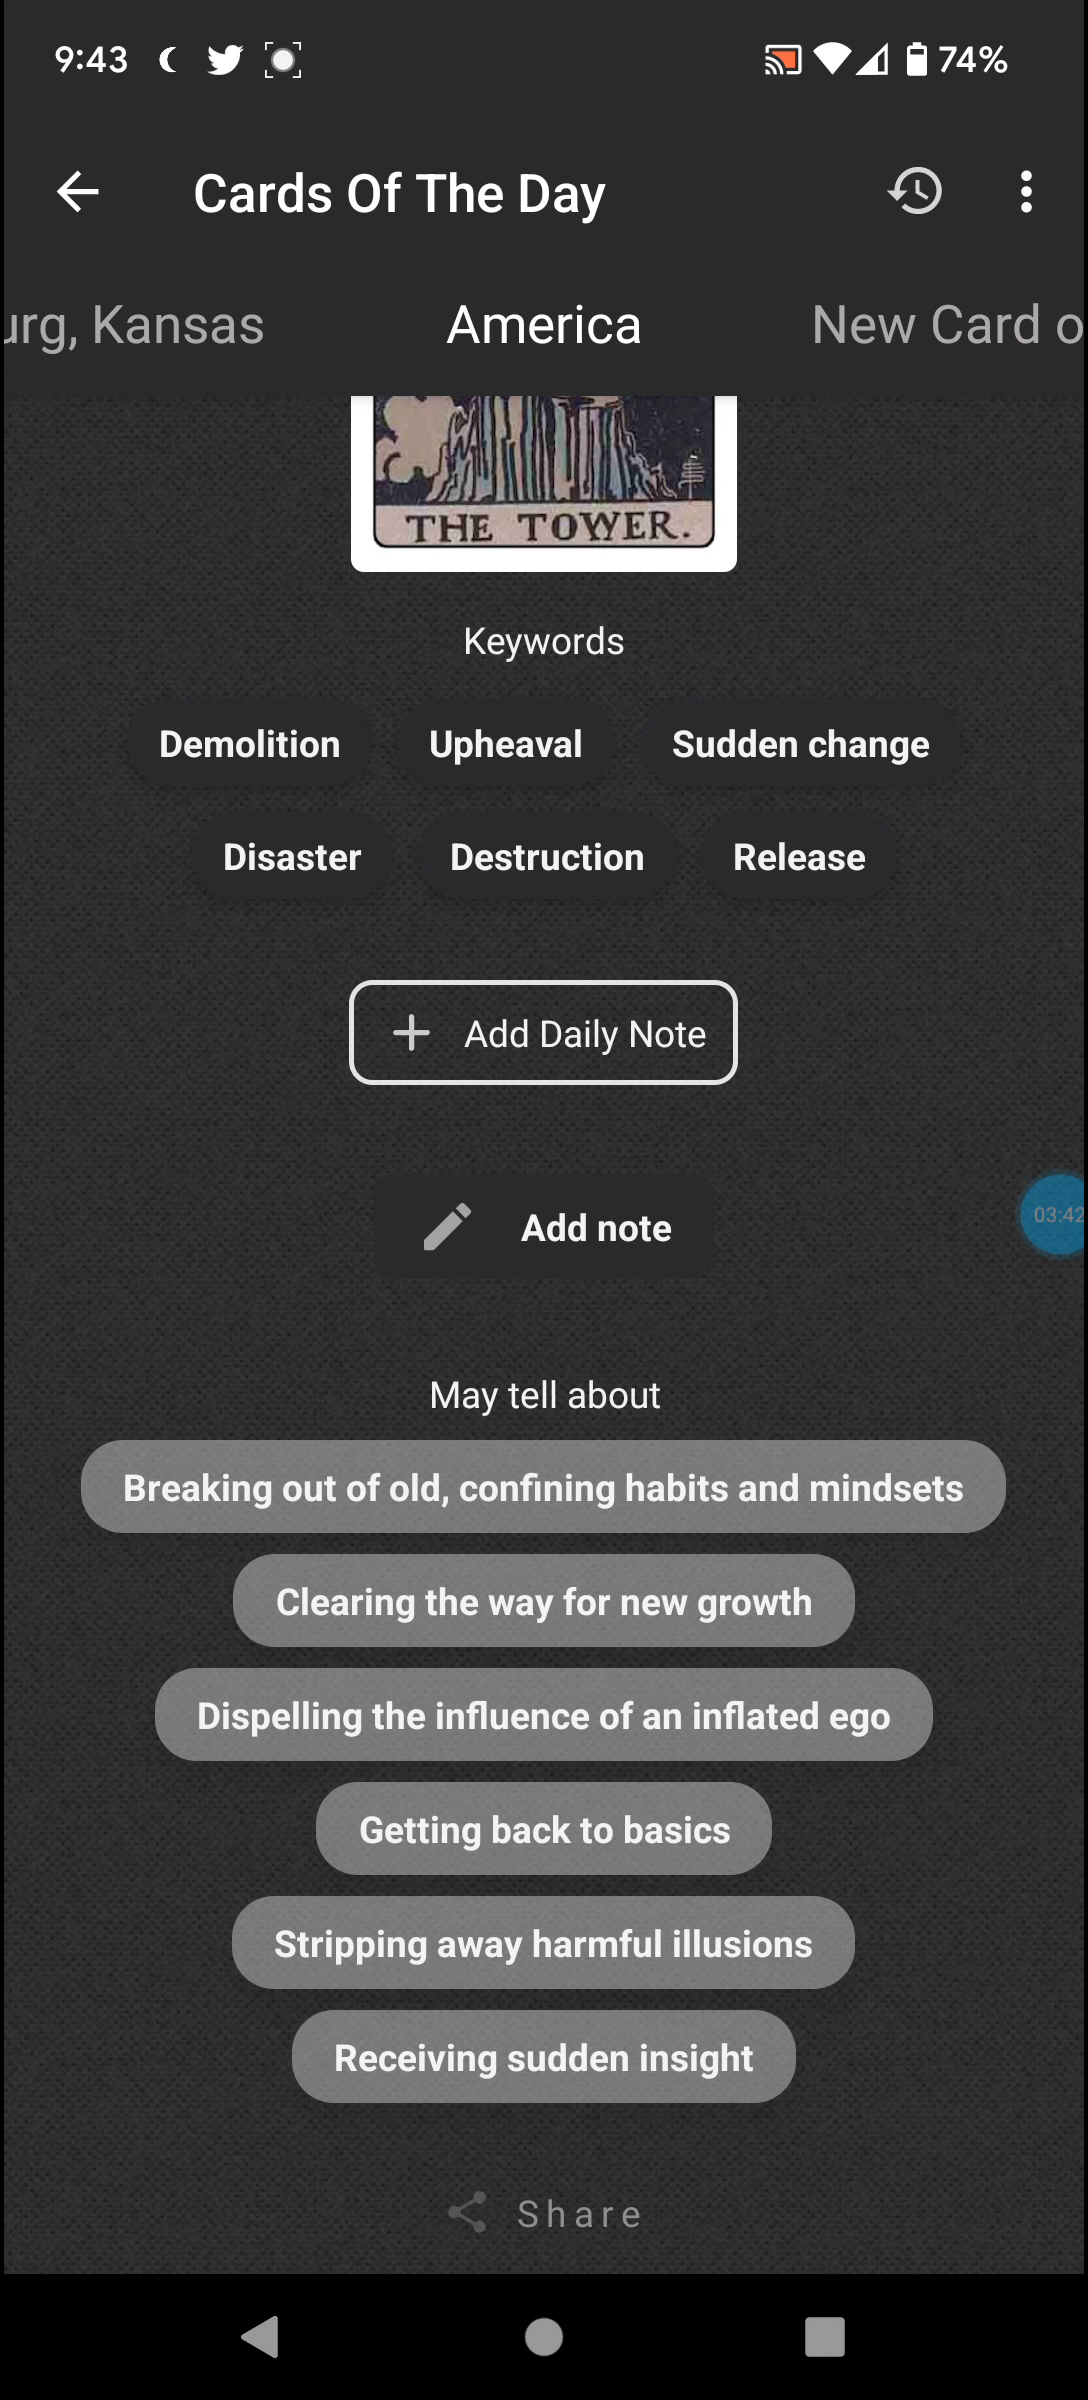 9:43
74%
Cards Of The Day
urg, Kansas America New Card o
THE TOWER.
Keywords
Demolition Upheaval Sudden change
Disaster Destruction Release
Add Daily Note
Add note
03:42
May tell about
Breaking out of old, confining habits and mindsets
Clearing the way for new growth
Dispelling the influence of an inflated ego
Getting back to basics
Stripping away harmful illusions
Receiving sudden insight
Share